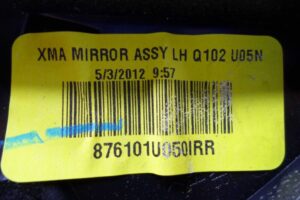 XMA MIRROR ASSY LH Q102 U05N
5/3/2012 9:57
876101U050IRR